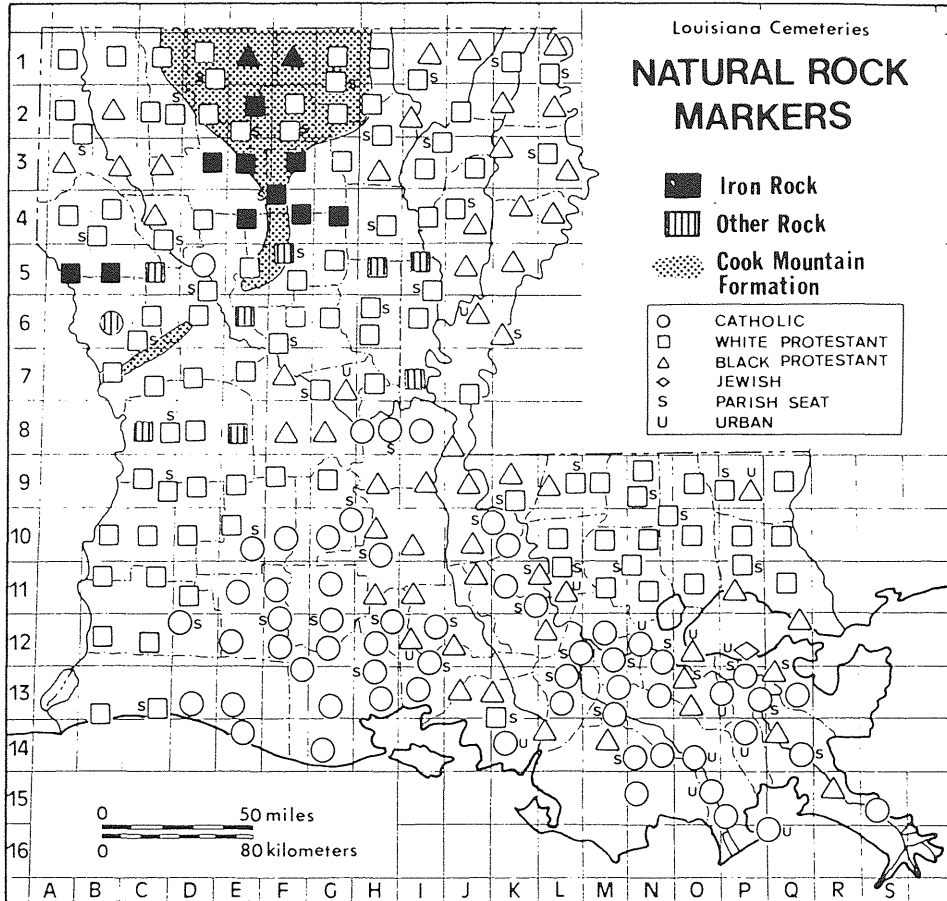 Louisiana Cemeteries
NATURAL ROCK
MARKERS
Iron Rock
Other Rock
Cook Mountain
Formation
CATHOLIC
WHITE PROTESTANT
BLACK PROTESTANT
JEWISH
S PARISH SEAT
U URBAN
1
2
3
4
5
6
7
8
9
10
11
12
13
14
15
16
0 50 miles
0 80 kilometers
A B C D E F G H I J K L M N O P Q R S